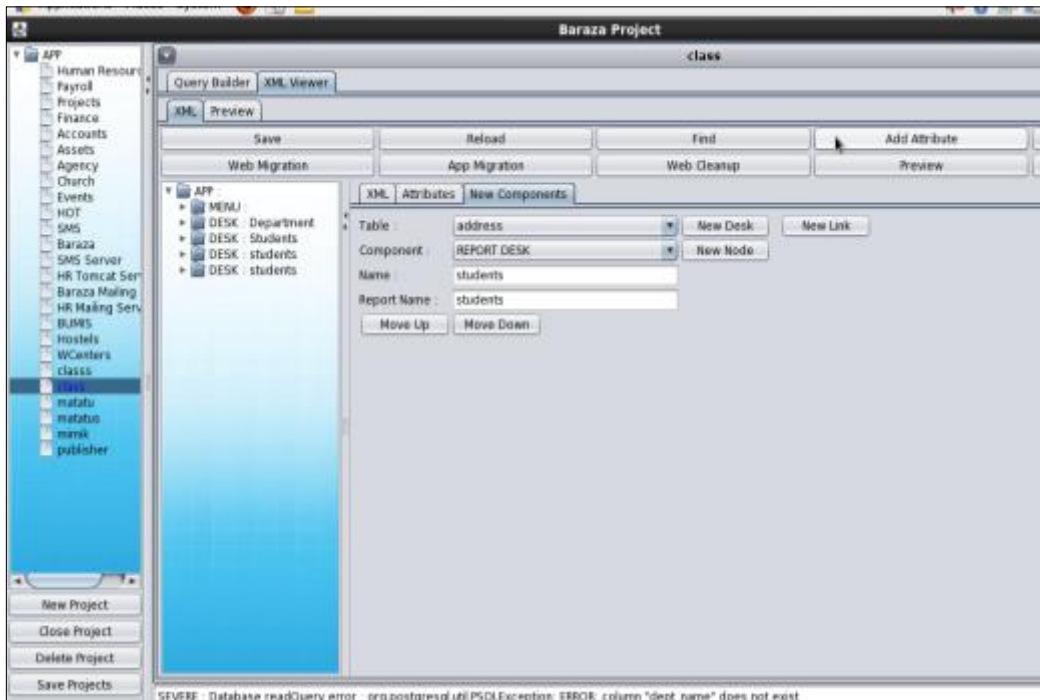 Baraza Project
APP
Human Resourc
Payroll
Projects
Finance
Accounts
Assets
Agency
Church
Events
HOT
SMS
Baraza
SMS Server
HR Tomcat Ser
Baraza Mailing
HR Mailing Serv
BUMIS
Hostels
WCenters
classs
class
matatu
matatus
mimik
publisher
New Project
Close Project
Delete Project
Save Projects
class
Query Builder XML Viewer
XML Preview
Save Reload Find Add Attribute
Web Migration App Migration Web Cleanup Preview
APP :
MENU :
DESK : Department
DESK : Students
DESK : students
DESK : students
XML Attributes New Components
Table : address New Desk New Link
Component : REPORT DESK New Node
Name : students
Report Name : students
Move Up Move Down
SEVERE : Database readQuery error : org.postgresql.util.PSQLException: ERROR: column "dept_name" does not exist